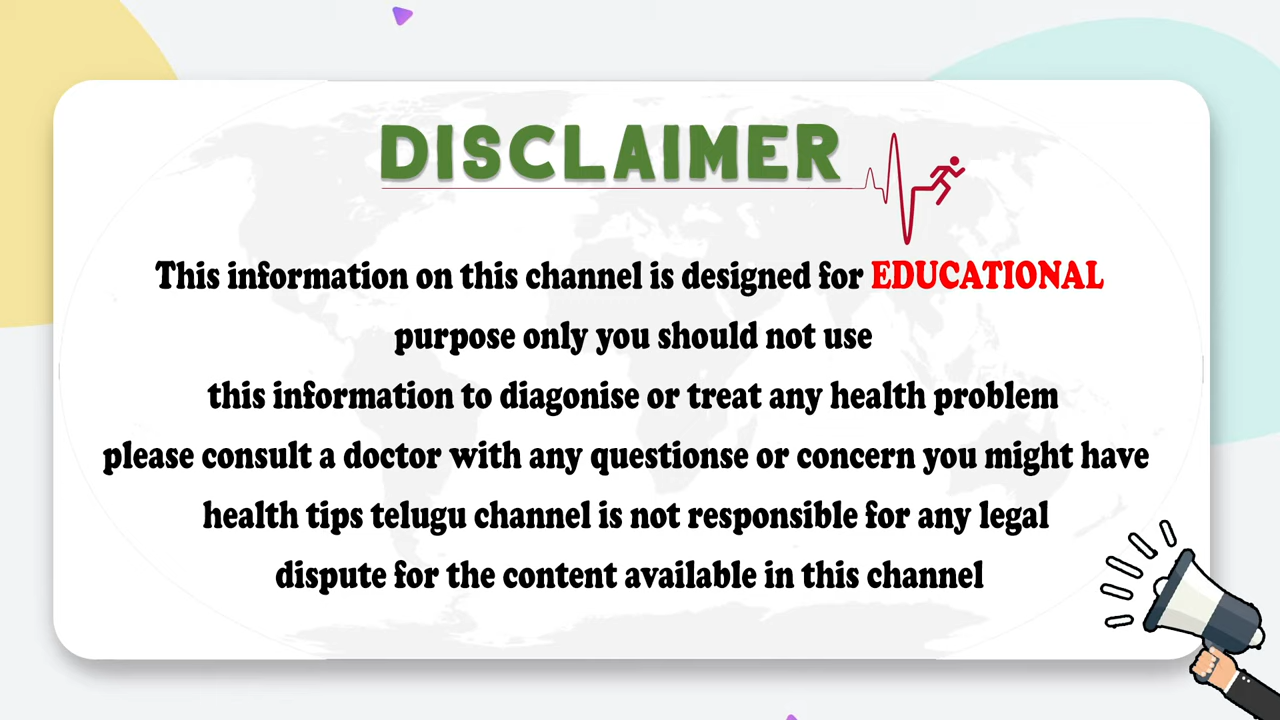 DISCLAIMER
This information on this channel is designed for EDUCATIONAL
purpose only you should not use
this information to diagonise or treat any health problem
please consult a doctor with any questionse or concern you might have
health tips telugu channel is not responsible for any legal
dispute for the content available in this channel